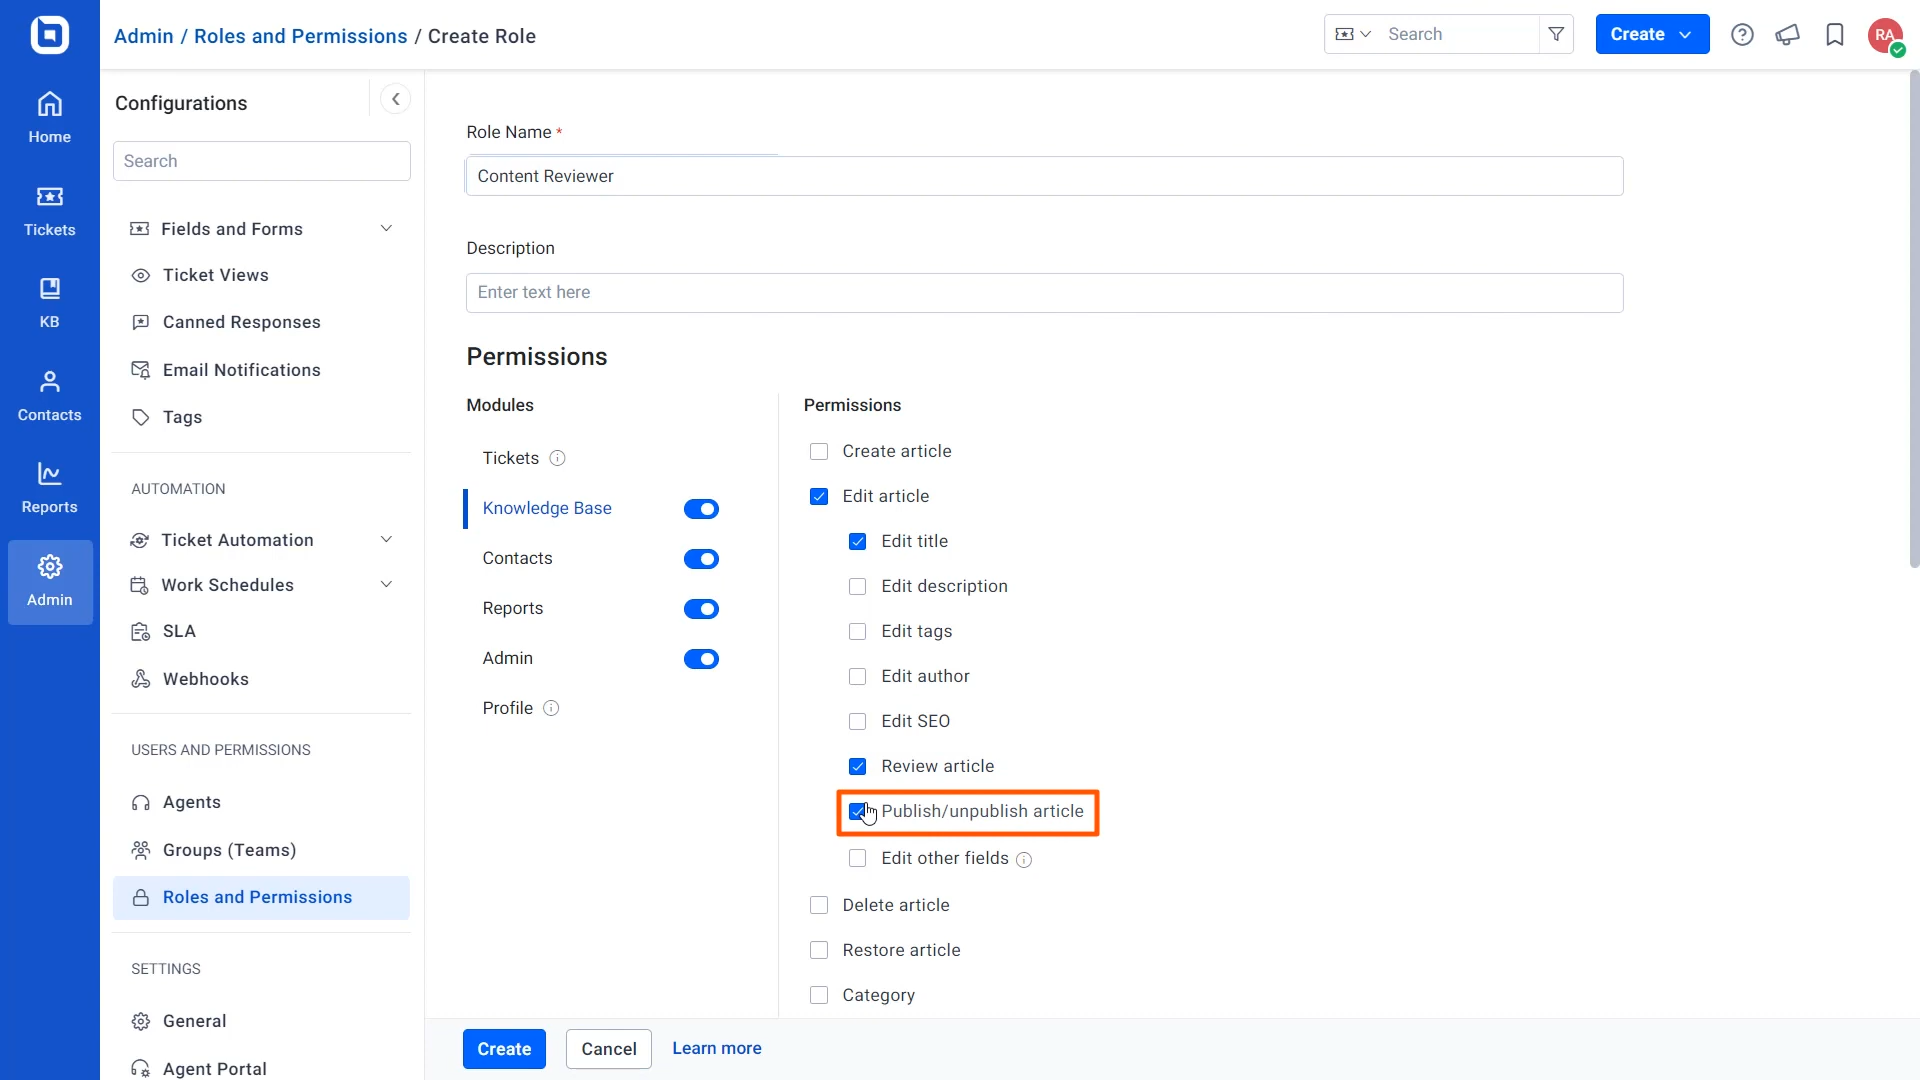 Admin / Roles and Permissions / Create Role
Search
Create
RA
Home
Tickets
KB
Contacts
Reports
Admin
Configurations
Search
Fields and Forms
Ticket Views
Canned Responses
Email Notifications
Tags
AUTOMATION
Ticket Automation
Work Schedules
SLA
Webhooks
USERS AND PERMISSIONS
Agents
Groups (Teams)
Roles and Permissions
SETTINGS
General
Agent Portal
Role Name *
Content Reviewer
Description
Enter text here
Permissions
Modules
Tickets
Knowledge Base
Contacts
Reports
Admin
Profile
Permissions
Create article
Edit article
Edit title
Edit description
Edit tags
Edit author
Edit SEO
Review article
Publish/unpublish article
Edit other fields
Delete article
Restore article
Category
Create
Cancel
Learn more